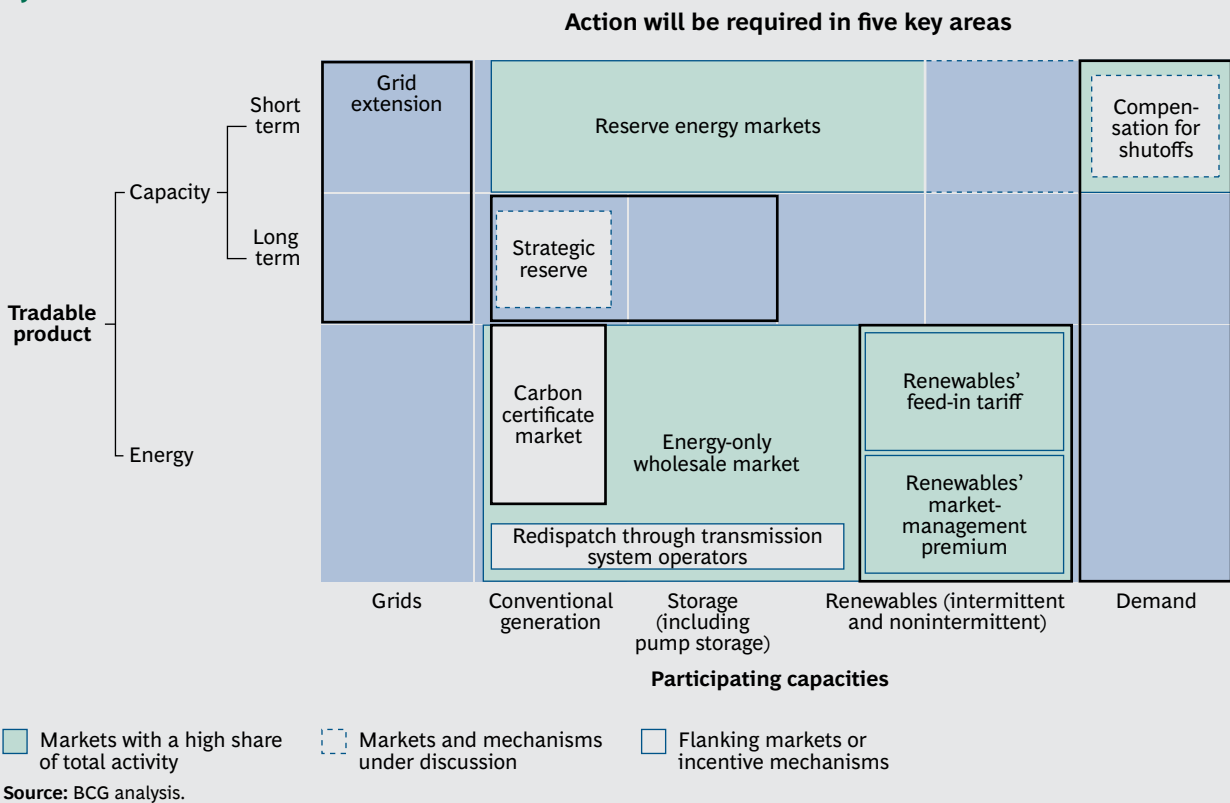 Action will be required in five key areas
Grid
extension
Short
term
Reserve energy markets
Compen-
sation for
shutoffs
Capacity
Long
term
Strategic
reserve
Tradable
product
Carbon
certificate
market
Energy-only
wholesale market
Renewables’
feed-in tariff
Energy
Renewables’
market-
management
premium
Redispatch through transmission
system operators
Grids
Conventional
generation
Storage
(including
pump storage)
Renewables (intermittent
and nonintermittent)
Demand
Participating capacities
Markets with a high share
of total activity
Markets and mechanisms
under discussion
Flanking markets or
incentive mechanisms
Source: BCG analysis.